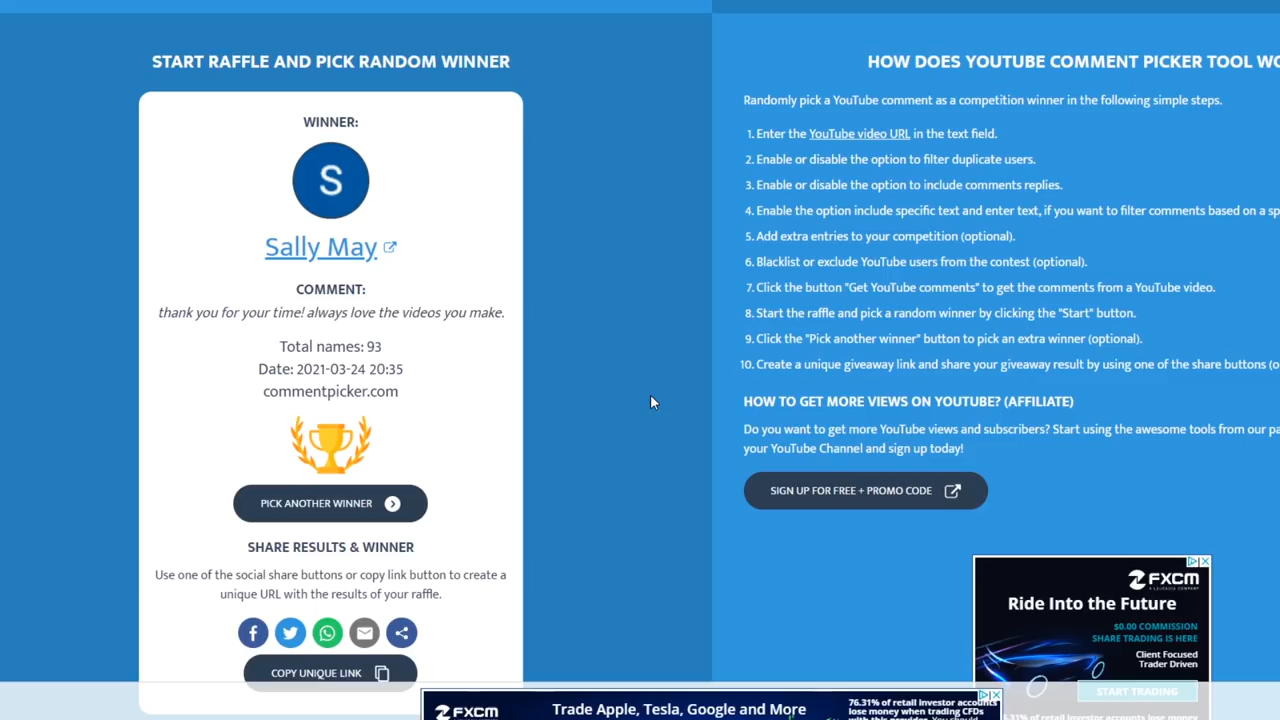 START RAFFLE AND PICK RANDOM WINNER
WINNER:
S
Sally May
COMMENT:
thank you for your time! always love the videos you make.
Total names: 93
Date: 2021-03-24 20:35
commentpicker.com
PICK ANOTHER WINNER
SHARE RESULTS & WINNER
Use one of the social share buttons or copy link button to create a
unique URL with the results of your raffle.
COPY UNIQUE LINK
HOW DOES YOUTUBE COMMENT PICKER TOOL WO
Randomly pick a YouTube comment as a competition winner in the following simple steps.
1. Enter the YouTube video URL in the text field.
2. Enable or disable the option to filter duplicate users.
3. Enable or disable the option to include comments replies.
4. Enable the option include specific text and enter text, if you want to filter comments based on a sp
5. Add extra entries to your competition (optional).
6. Blacklist or exclude YouTube users from the contest (optional).
7. Click the button "Get YouTube comments" to get the comments from a YouTube video.
8. Start the raffle and pick a random winner by clicking the "Start" button.
9. Click the "Pick another winner" button to pick an extra winner (optional).
10. Create a unique giveaway link and share your giveaway result by using one of the share buttons (o
HOW TO GET MORE VIEWS ON YOUTUBE? (AFFILIATE)
Do you want to get more YouTube views and subscribers? Start using the awesome tools from our pa
your YouTube Channel and sign up today!
SIGN UP FOR FREE + PROMO CODE
FXCM
Ride Into the Future
$0.00 COMMISSION
SHARE TRADING IS HERE
Client Focused
Trader Driven
START TRADING
FXCM
Trade Apple, Tesla, Google and More
76.31% of retail investor accounts
lose money when trading CFDs